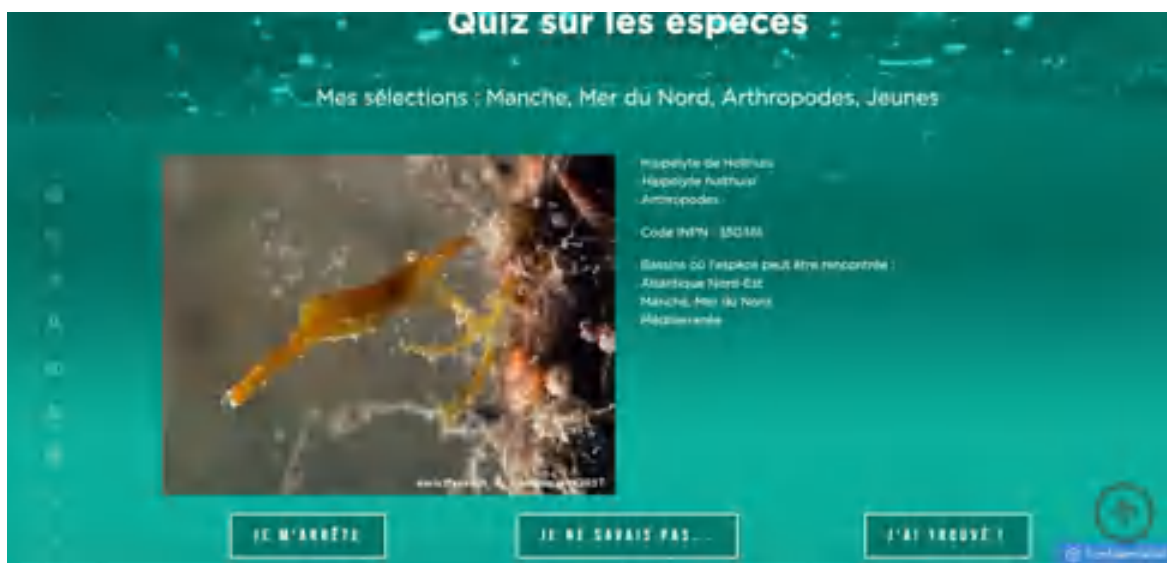 Quiz sur les espèces
Mes sélections : Manche, Mer du Nord, Arthropodes, Jeunes
Hippolyte de Holthuis
Hippolyte holthuisi
Arthropodes
Code INPN :
Bassins où l'espèce peut être rencontrée :
Atlantique Nord-Est
Manche, Mer du Nord
Méditerranée
JE M'ARRÊTE
JE NE SAVAIS PAS...
J'AI TROUVÉ !